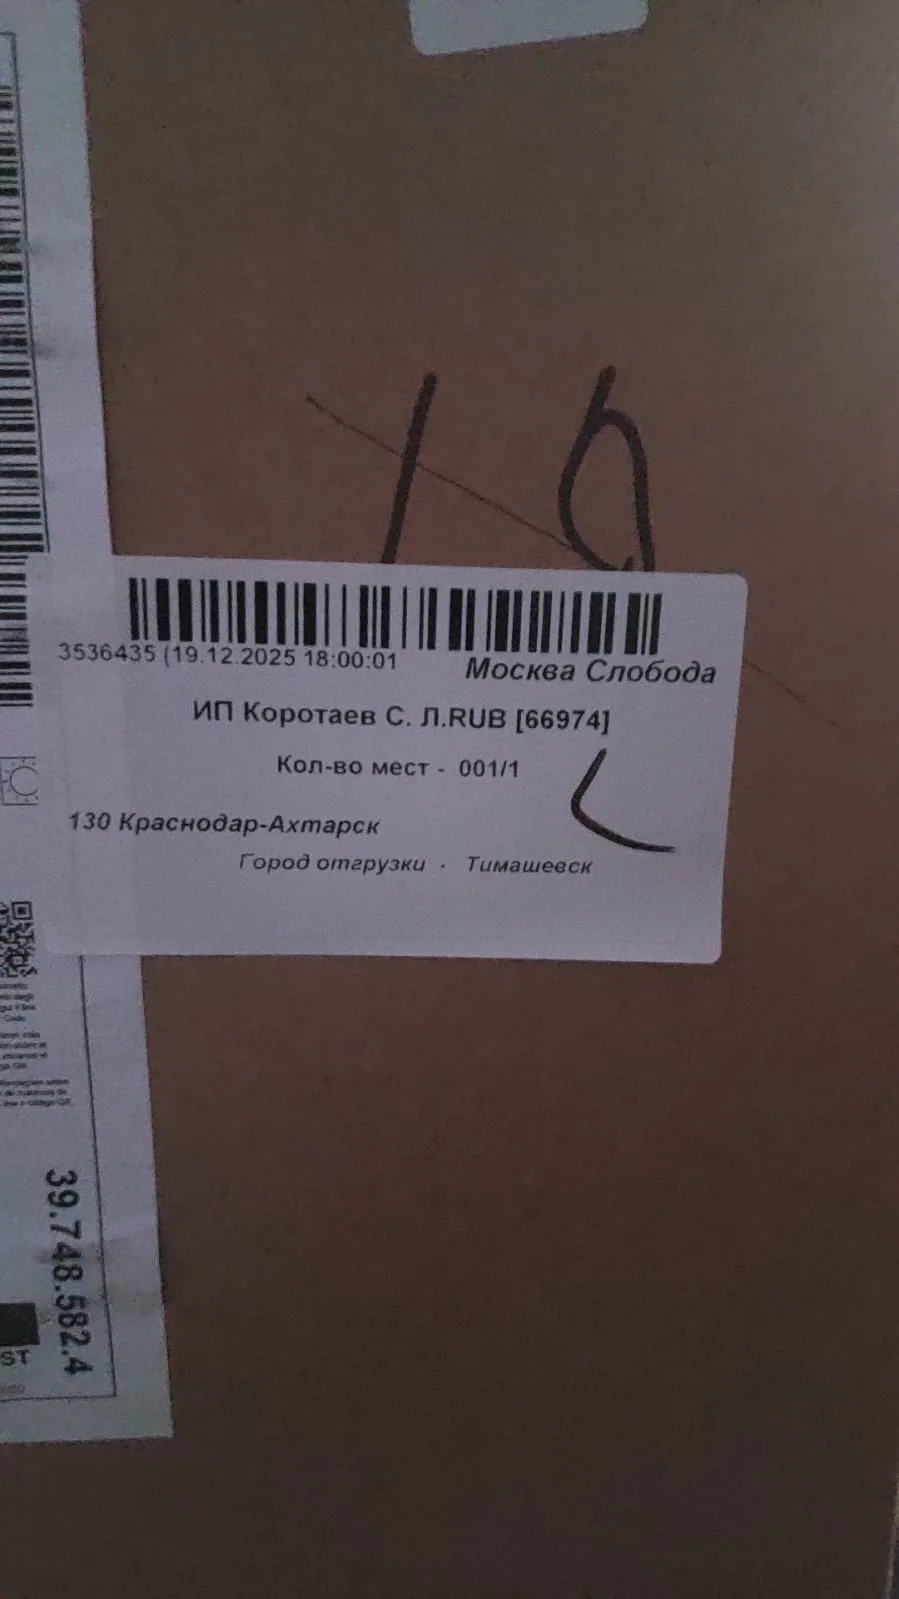 3536435 (19.12.2025 18:00:01
Москва Слобода
ИП Коротаев С. Л.RUB [66974]
Кол-во мест - 001/1
130 Краснодар-Ахтарск
Город отгрузки - Тимашевск
39.748.582.4
ST